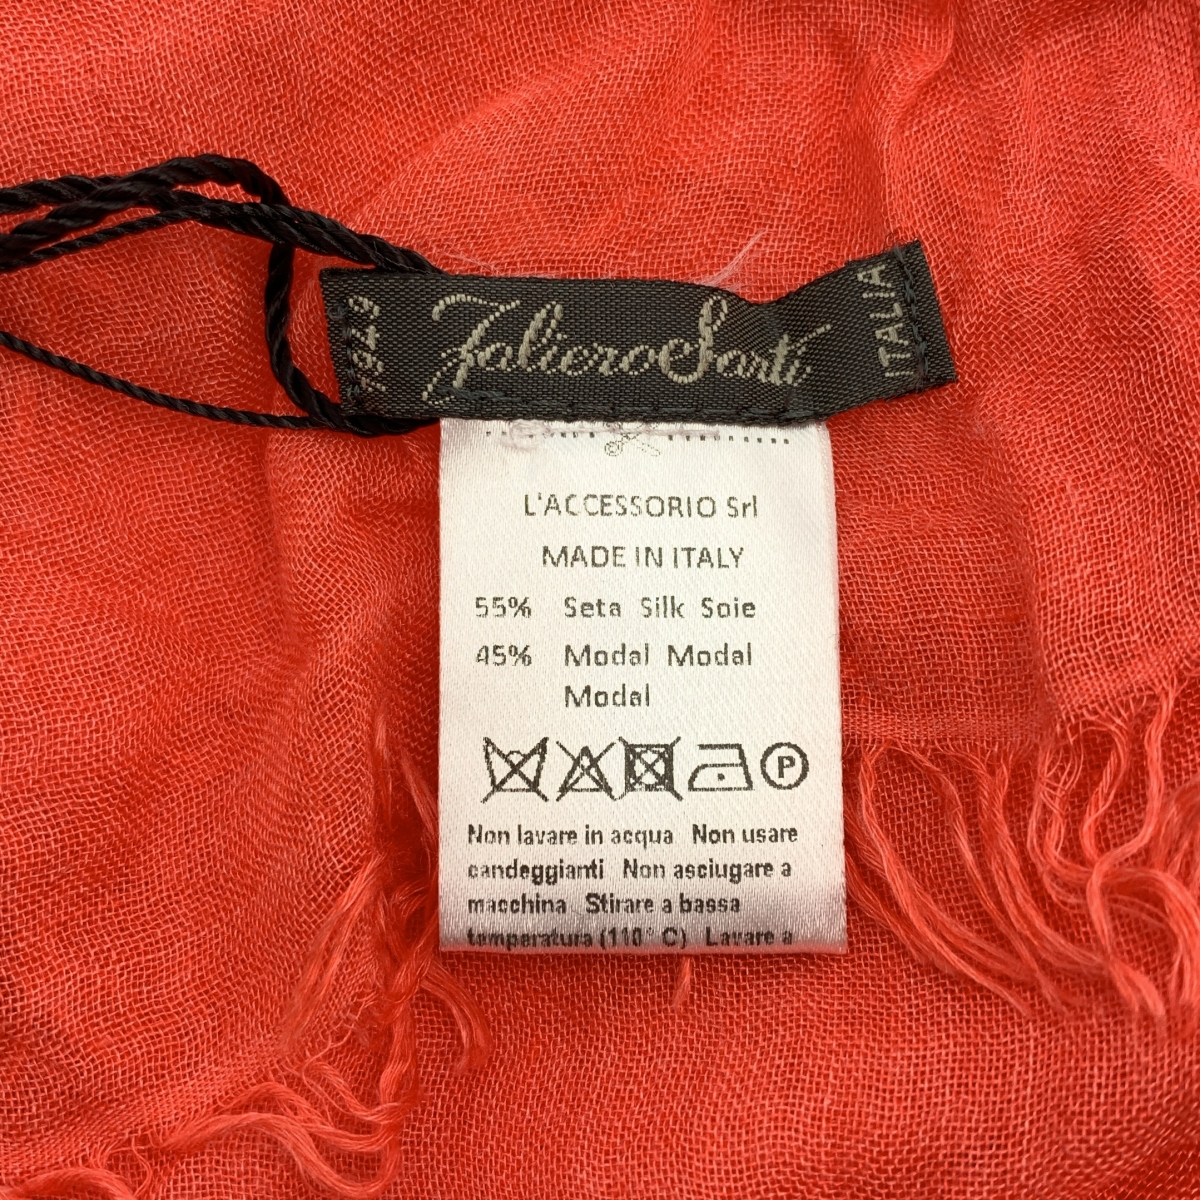 1949
Faliero Sarti
ITALIA
L'ACCESSORIO Srl
MADE IN ITALY
55% Seta Silk Soie
45% Modal Modal
Modal
P
Non lavare in acqua Non usare
candeggianti Non asciugare a
macchina Stirare a bassa
temperatura (110° C) Lavare a